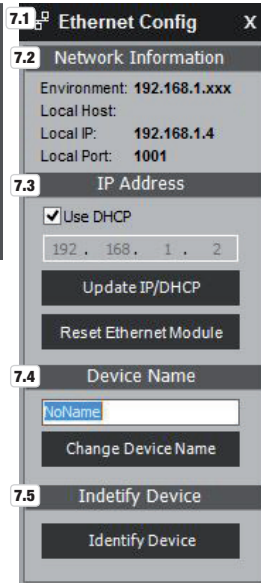 7.1 Ethernet Config X
7.2 Network Information
Environment: 192.168.1.xxx
Local Host:
Local IP: 192.168.1.4
Local Port: 1001
7.3 IP Address
Use DHCP
192 . 168 . 1 . 2
Update IP/DHCP
Reset Ethernet Module
7.4 Device Name
NoName
Change Device Name
7.5 Indetify Device
Identify Device